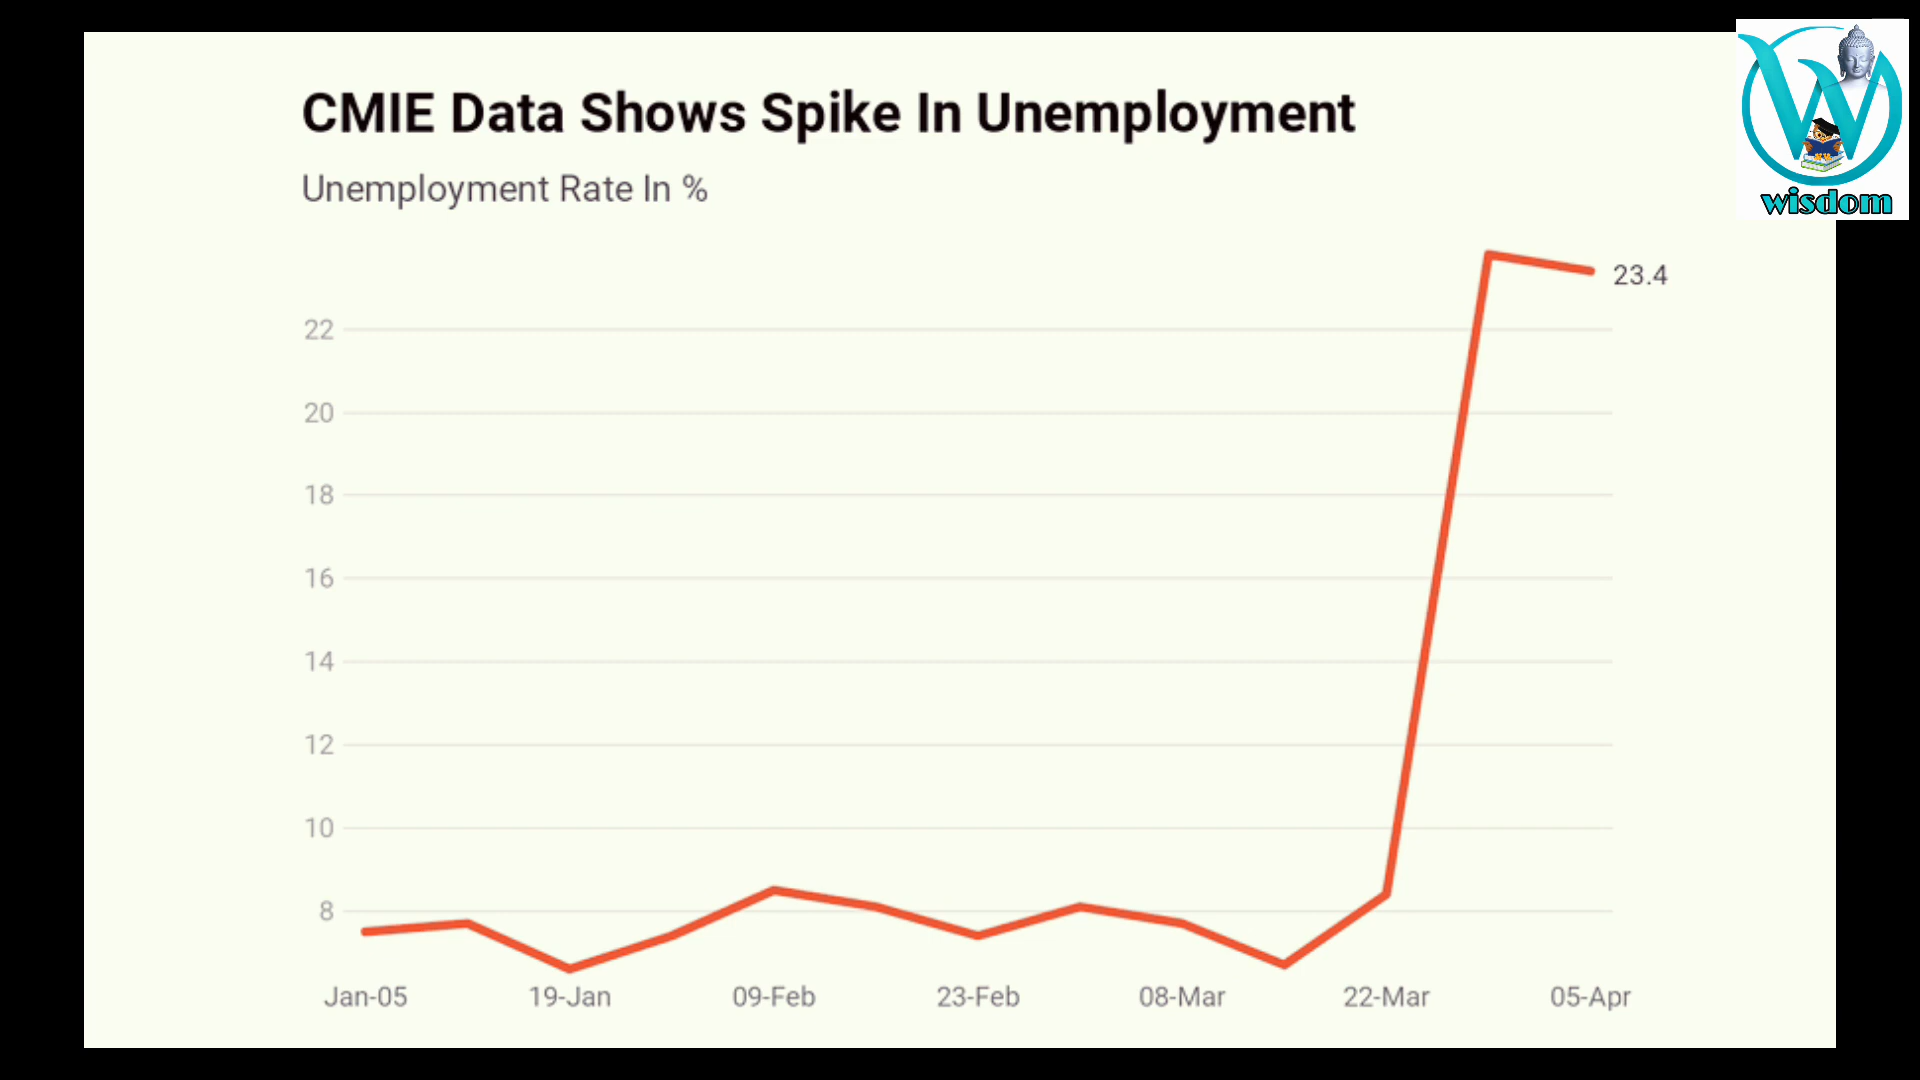 CMIE Data Shows Spike In Unemployment
Unemployment Rate In %
wisdom
23.4
22
20
18
16
14
12
10
8
Jan-05 19-Jan 09-Feb 23-Feb 08-Mar 22-Mar 05-Apr